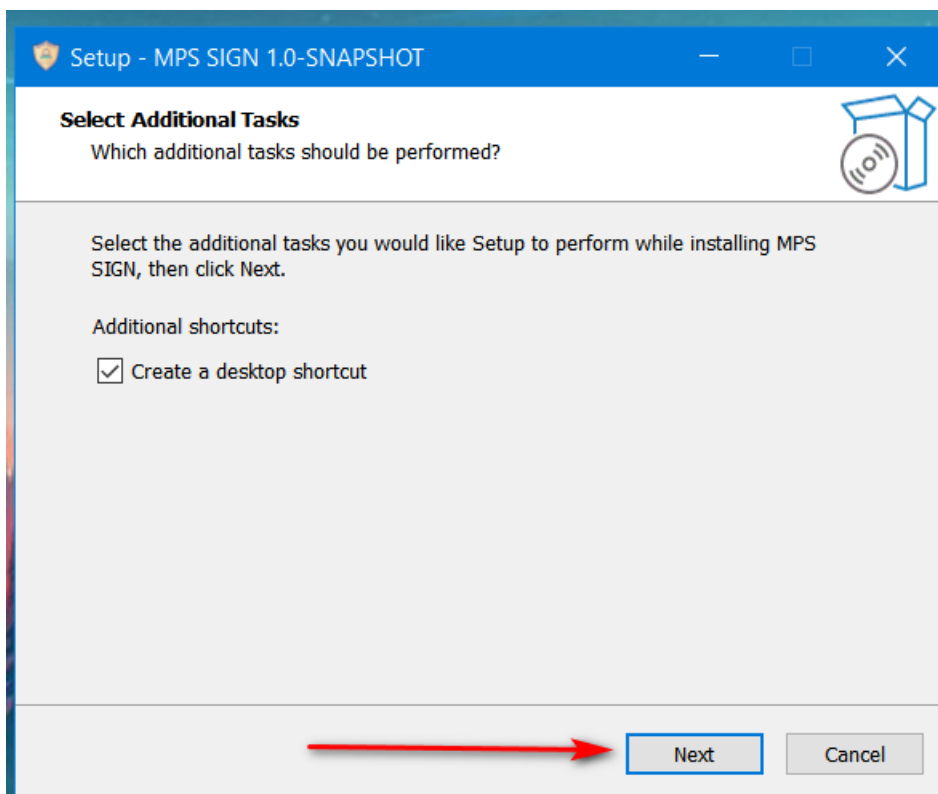 Setup - MPS SIGN 1.0-SNAPSHOT
Select Additional Tasks
Which additional tasks should be performed?
Select the additional tasks you would like Setup to perform while installing MPS
SIGN, then click Next.
Additional shortcuts:
Create a desktop shortcut
Next
Cancel